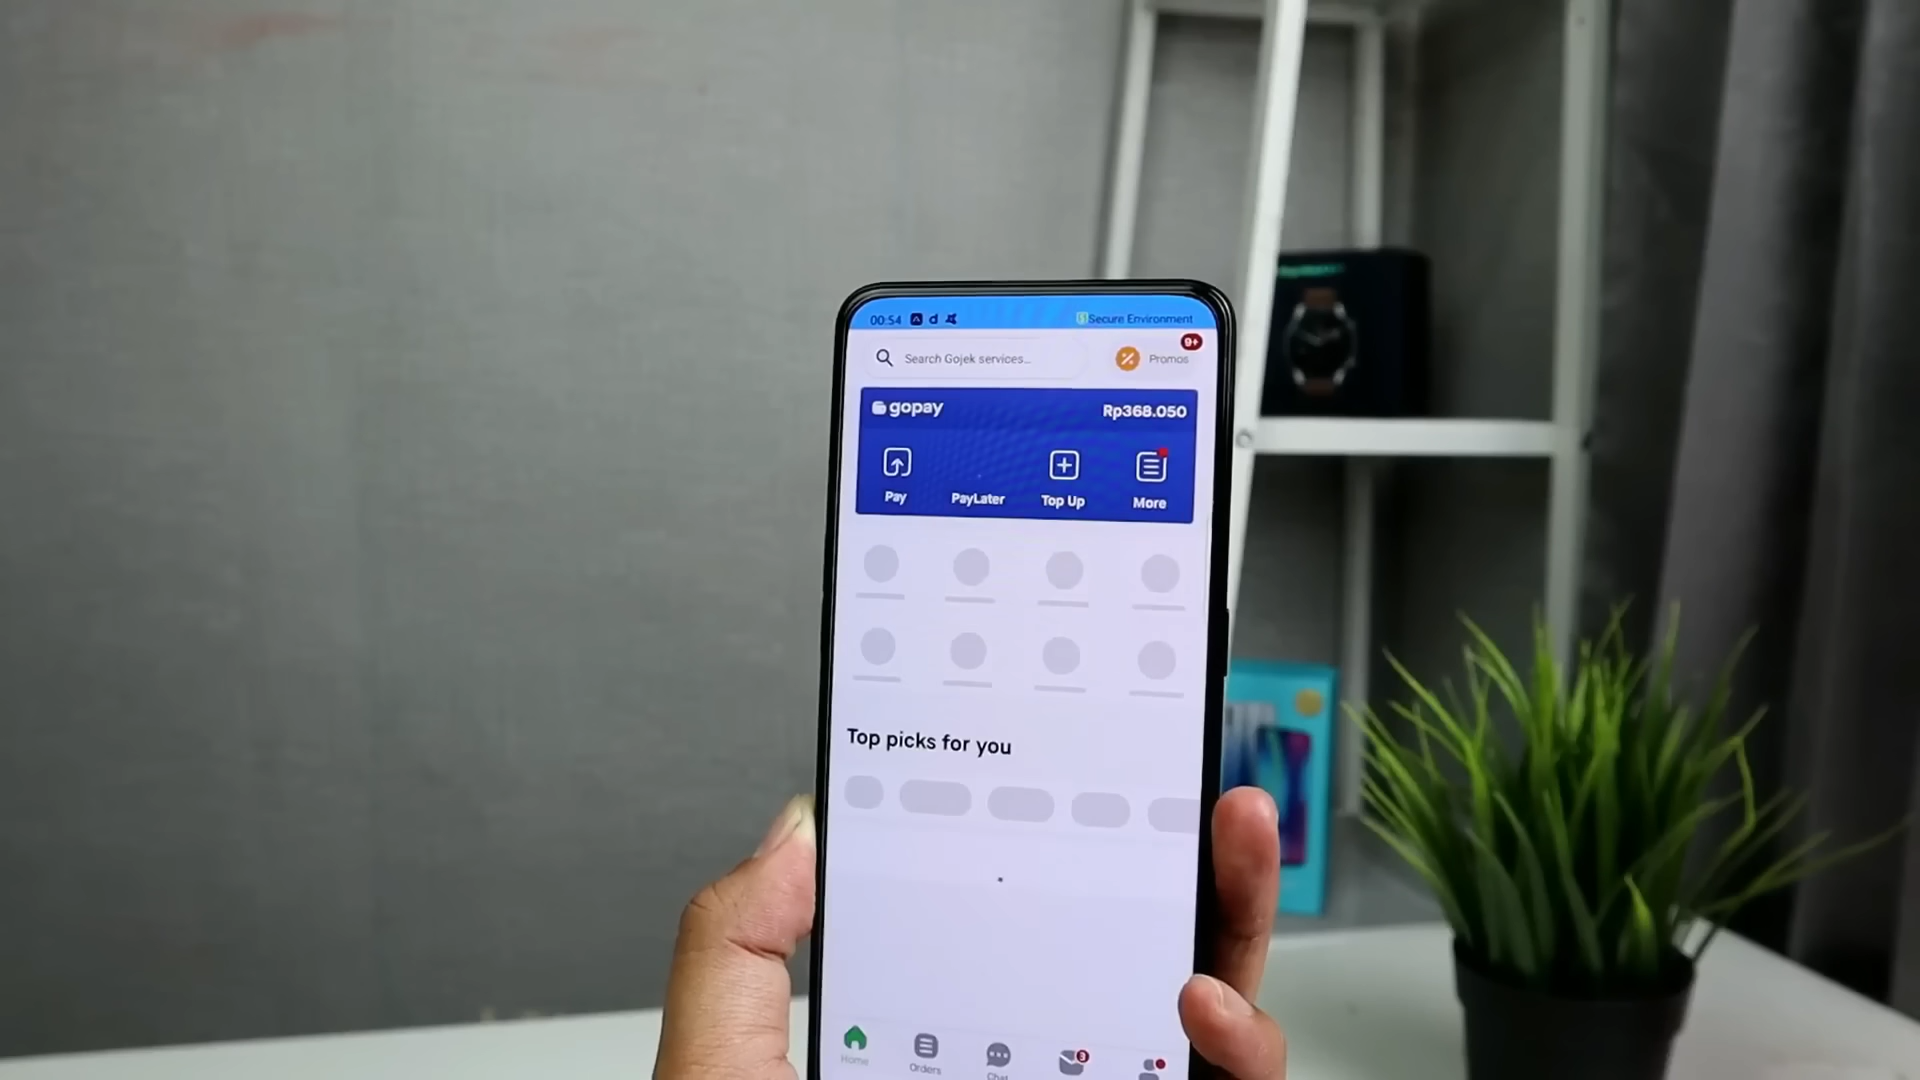 00:54
Secure Environment
Search Gojek services...
Promos
9+
gopay
Rp368.050
Pay
PayLater
Top Up
More
Top picks for you
Home
Orders
Chat
3